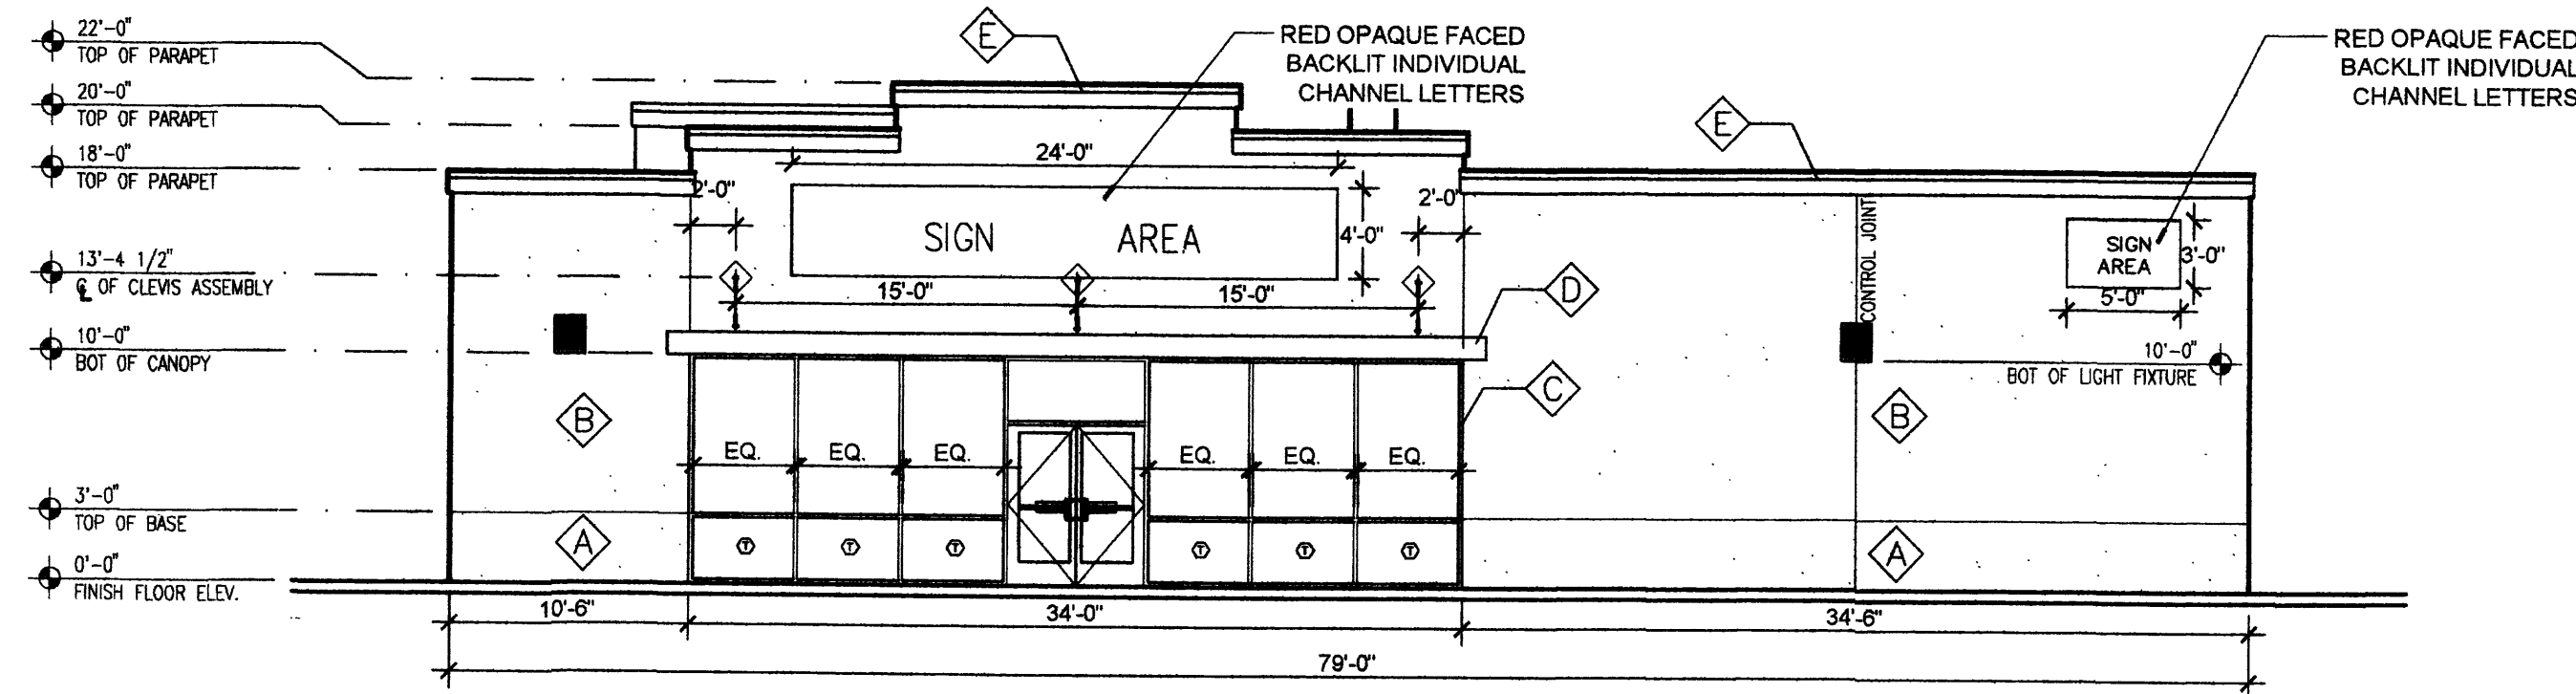 22'-0"
TOP OF PARAPET
20'-0"
TOP OF PARAPET
18'-0"
TOP OF PARAPET
13'-4 1/2"
℄ OF CLEVIS ASSEMBLY
10'-0"
BOT OF CANOPY
3'-0"
TOP OF BASE
0'-0"
FINISH FLOOR ELEV.
E
RED OPAQUE FACED
BACKLIT INDIVIDUAL
CHANNEL LETTERS
E
RED OPAQUE FACED
BACKLIT INDIVIDUAL
CHANNEL LETTERS
24'-0"
2'-0"
SIGN AREA
4'-0"
2'-0"
15'-0"
15'-0"
D
C
CONTROL JOINT
SIGN
AREA
3'-0"
5'-0"
10'-0"
BOT OF LIGHT FIXTURE
B
B
EQ. EQ. EQ. EQ. EQ. EQ.
A
T T T T T T
A
10'-6"
34'-0"
34'-6"
79'-0"